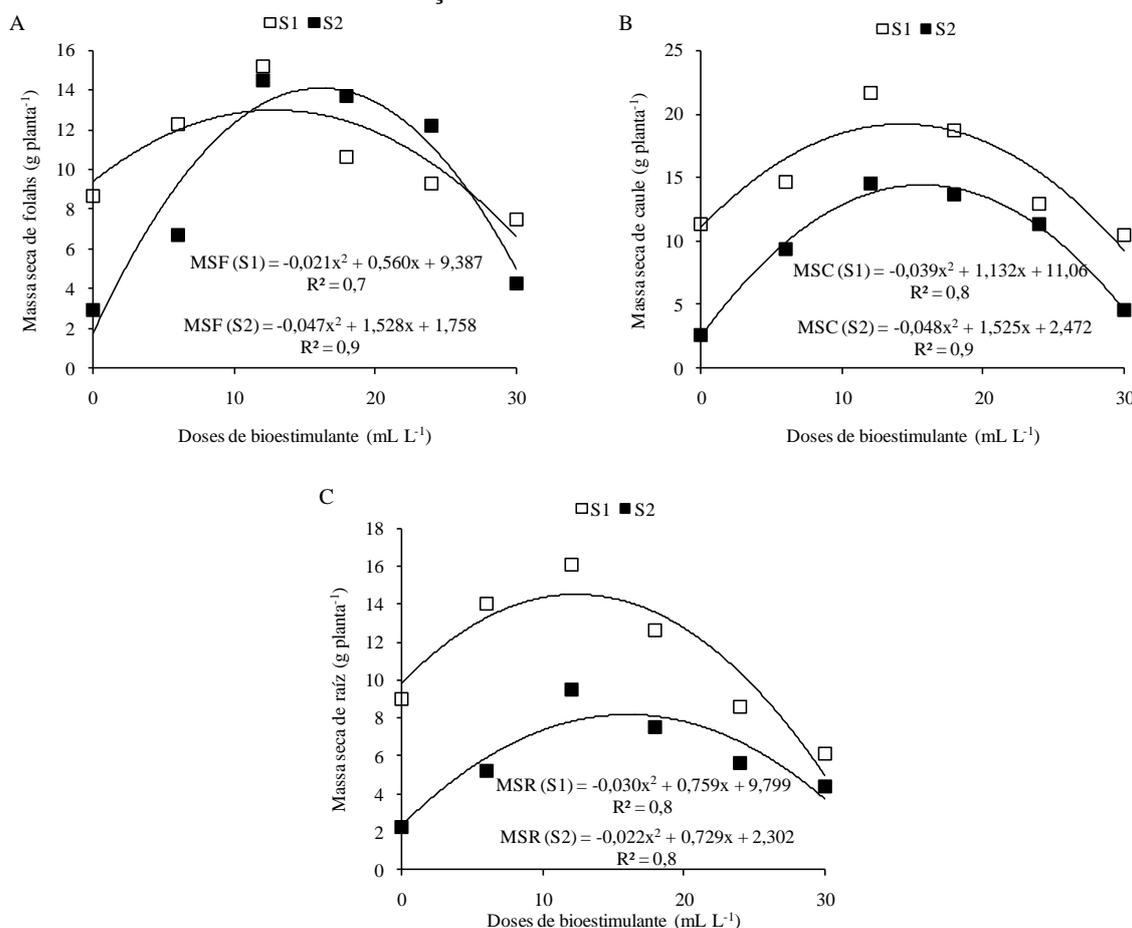 A
S1 S2
16
14
12
10
8
6
4
2
0
Massa seca de folahs (g planta-1)
MSF (S1) = -0,021x2 + 0,560x + 9,387
R² = 0,7
MSF (S2) = -0,047x2 + 1,528x + 1,758
R² = 0,9
0 10 20 30
Doses de bioestimulante (mL L-1)
B
S1 S2
25
20
15
10
5
0
Massa seca de caule (g planta-1)
MSC (S1) = -0,039x2 + 1,132x + 11,06
R² = 0,8
MSC (S2) = -0,048x2 + 1,525x + 2,472
R² = 0,9
0 10 20 30
Doses de bioestimulante (mL L-1)
C
S1 S2
18
16
14
12
10
8
6
4
2
0
Massa seca de raíz (g planta-1)
MSR (S1) = -0,030x2 + 0,759x + 9,799
R² = 0,8
MSR (S2) = -0,022x2 + 0,729x + 2,302
R² = 0,8
0 10 20 30
Doses de bioestimulante (mL L-1)